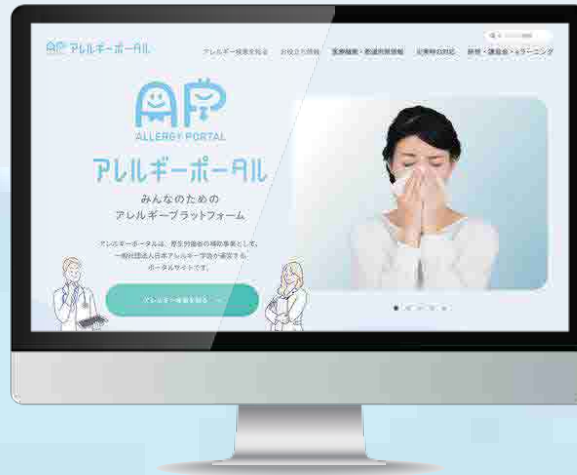 アレルギーポータル
アレルギー疾患を知る お役立ち情報 医療機関・都道府県情報 災害時の対応 研修・講習会・eラーニング
AP
ALLERGY PORTAL
アレルギーポータル
みんなのための
アレルギープラットフォーム
アレルギーポータルは、厚生労働省の補助事業として、
一般社団法人日本アレルギー学会が運営する
ポータルサイトです。
アレルギー疾患を知る →